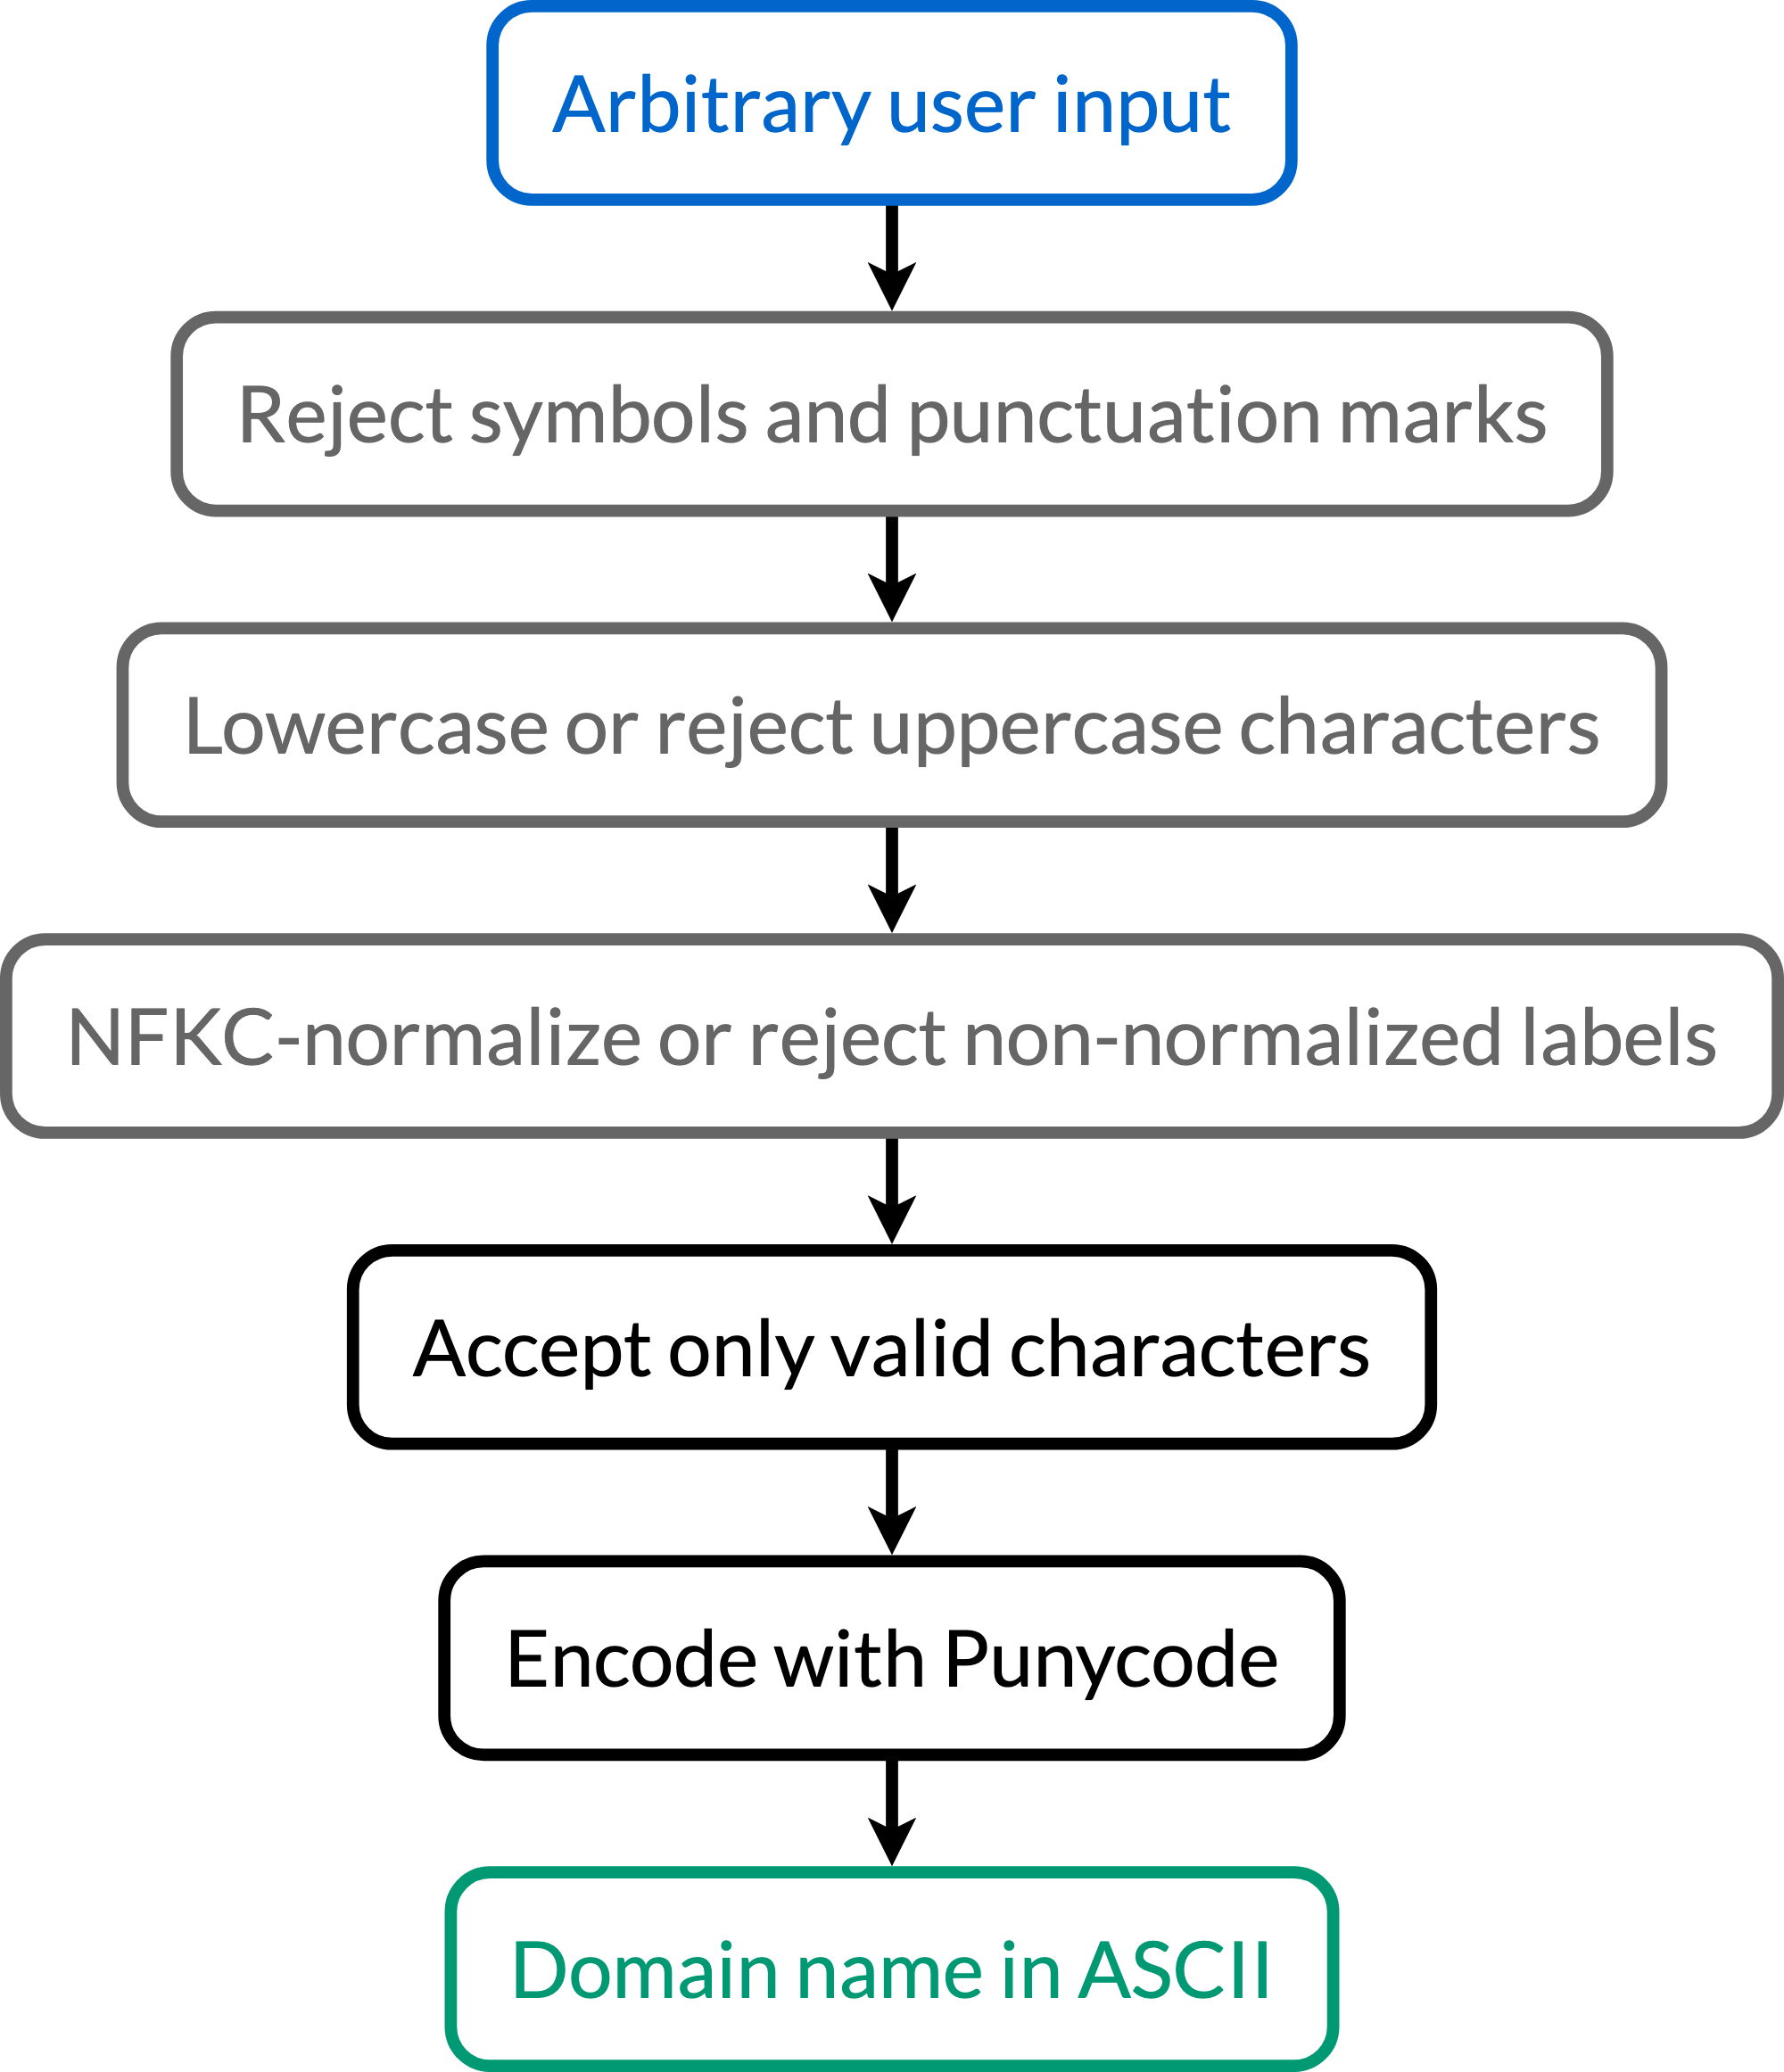 Arbitrary user input
Reject symbols and punctuation marks
Lowercase or reject uppercase characters
NFKC-normalize or reject non-normalized labels
Accept only valid characters
Encode with Punycode
Domain name in ASCII